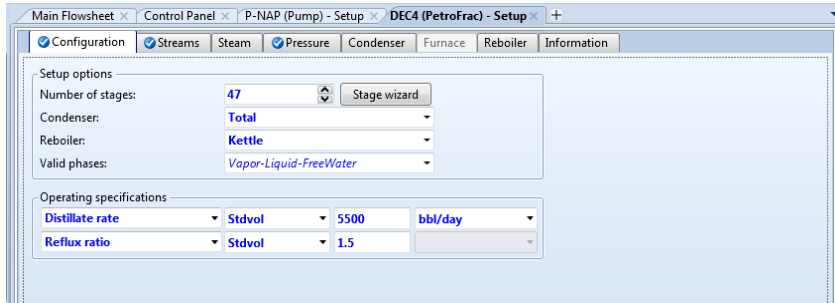 Main Flowsheet × Control Panel × P-NAP (Pump) - Setup × DEC4 (PetroFrac) - Setup × +
Configuration Streams Steam Pressure Condenser Furnace Reboiler Information
Setup options
Number of stages: 47 Stage wizard
Condenser: Total
Reboiler: Kettle
Valid phases: Vapor-Liquid-FreeWater
Operating specifications
Distillate rate Stdvol 5500 bbl/day
Reflux ratio Stdvol 1.5